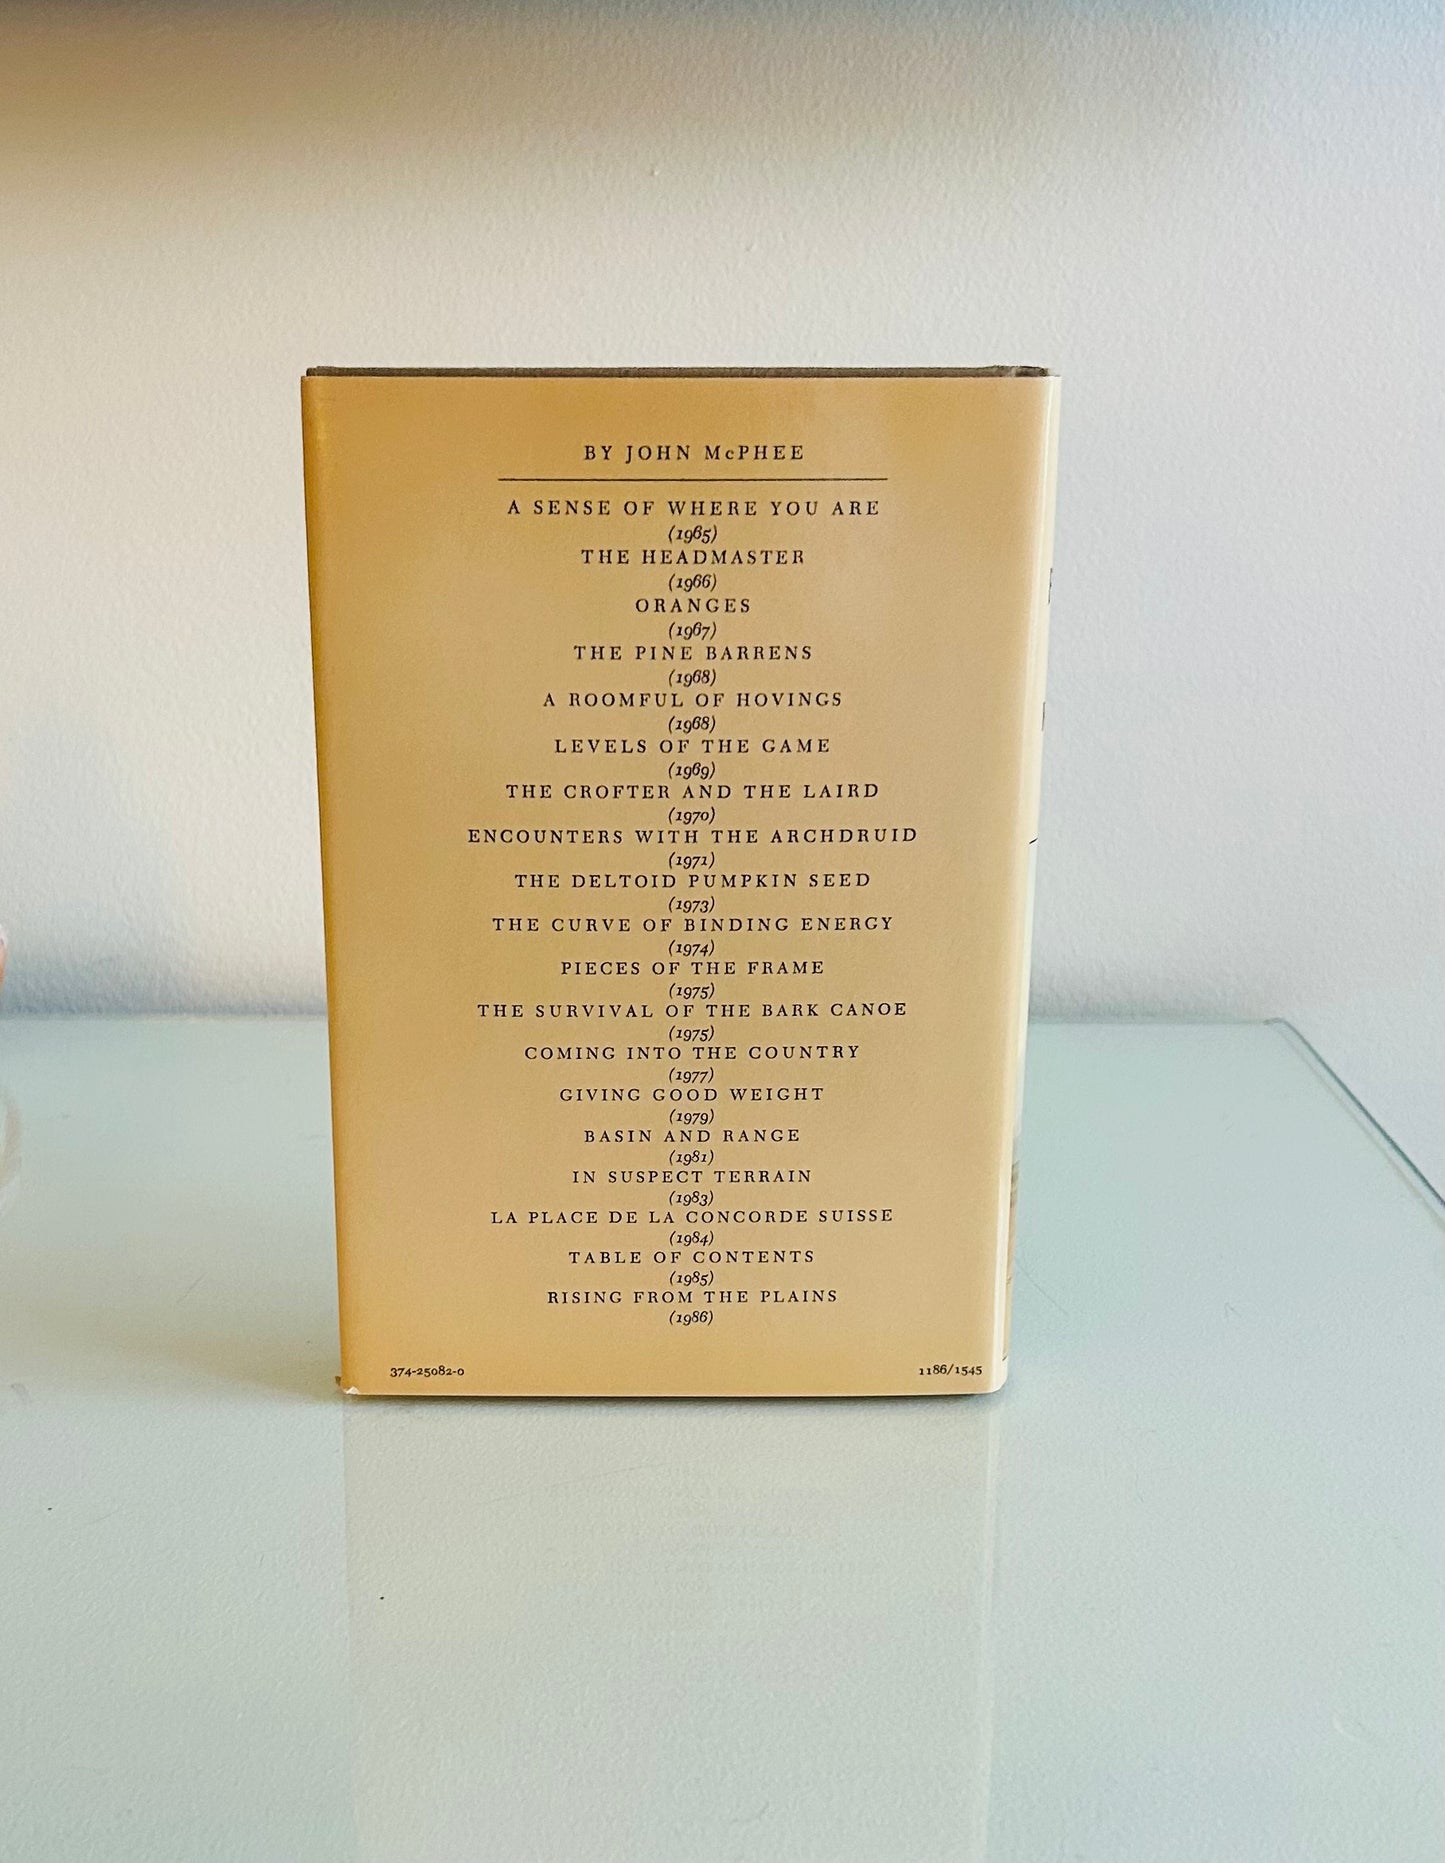 BY JOHN McPHEE
A SENSE OF WHERE YOU ARE
(1965)
THE HEADMASTER
(1966)
ORANGES
(1967)
THE PINE BARRENS
(1968)
A ROOMFUL OF HOVINGS
(1968)
LEVELS OF THE GAME
(1969)
THE CROFTER AND THE LAIRD
(1970)
ENCOUNTERS WITH THE ARCHDRUID
(1971)
THE DELTOID PUMPKIN SEED
(1973)
THE CURVE OF BINDING ENERGY
(1974)
PIECES OF THE FRAME
(1975)
THE SURVIVAL OF THE BARK CANOE
(1975)
COMING INTO THE COUNTRY
(1977)
GIVING GOOD WEIGHT
(1979)
BASIN AND RANGE
(1981)
IN SUSPECT TERRAIN
(1983)
LA PLACE DE LA CONCORDE SUISSE
(1984)
TABLE OF CONTENTS
(1985)
RISING FROM THE PLAINS
(1986)
374-25082-0
1186/1545